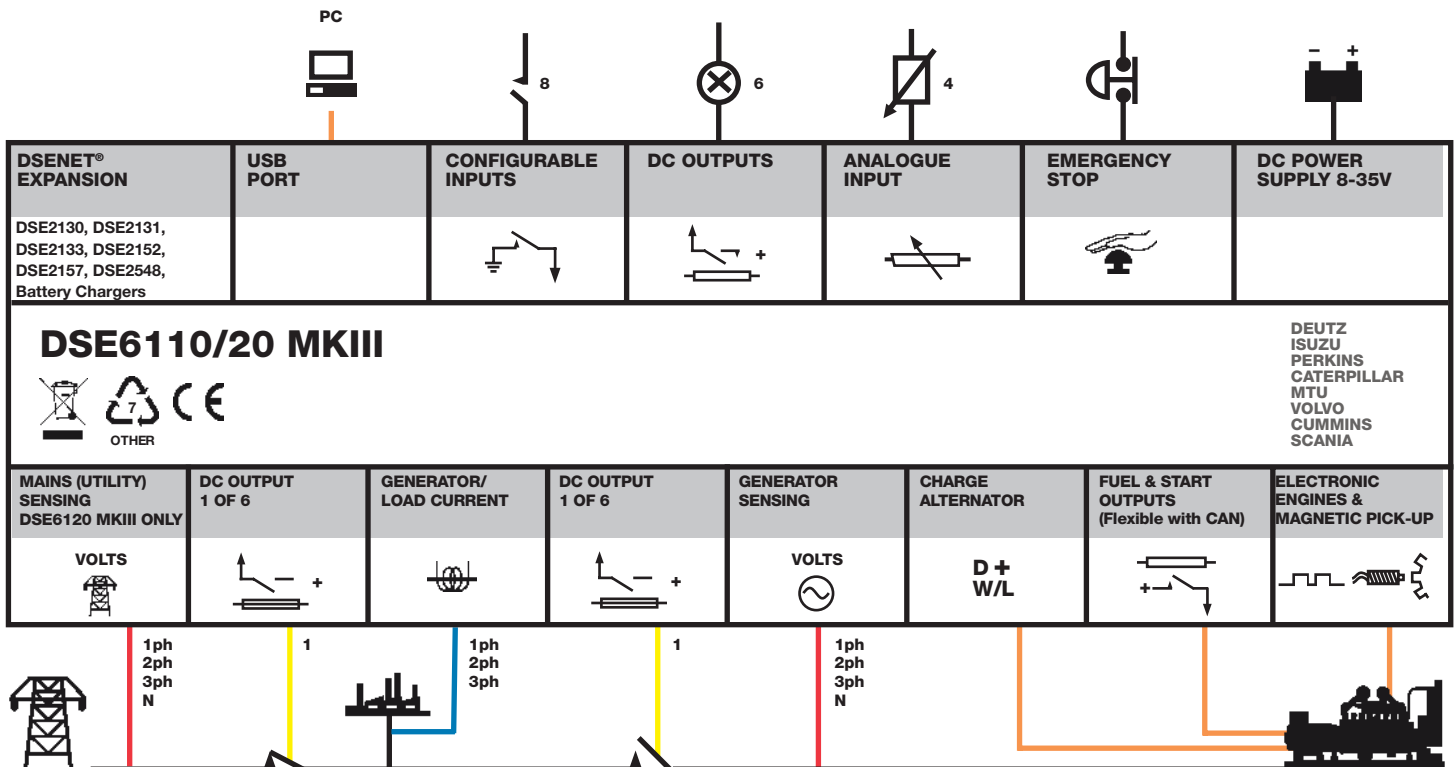 PC
8
6
4
– +
DSENET®
EXPANSION
USB
PORT
CONFIGURABLE
INPUTS
DC OUTPUTS
ANALOGUE
INPUT
EMERGENCY
STOP
DC POWER
SUPPLY 8-35V
DSE2130, DSE2131,
DSE2133, DSE2152,
DSE2157, DSE2548,
Battery Chargers
+
DSE6110/20 MKIII
7
OTHER
CE
DEUTZ
ISUZU
PERKINS
CATERPILLAR
MTU
VOLVO
CUMMINS
SCANIA
MAINS (UTILITY)
SENSING
DSE6120 MKIII ONLY
DC OUTPUT
1 OF 6
GENERATOR/
LOAD CURRENT
DC OUTPUT
1 OF 6
GENERATOR
SENSING
CHARGE
ALTERNATOR
FUEL & START
OUTPUTS
(Flexible with CAN)
ELECTRONIC
ENGINES &
MAGNETIC PICK-UP
VOLTS
+
+
VOLTS
D +
W/L
+
1ph
2ph
3ph
N
1
1ph
2ph
3ph
1
1ph
2ph
3ph
N